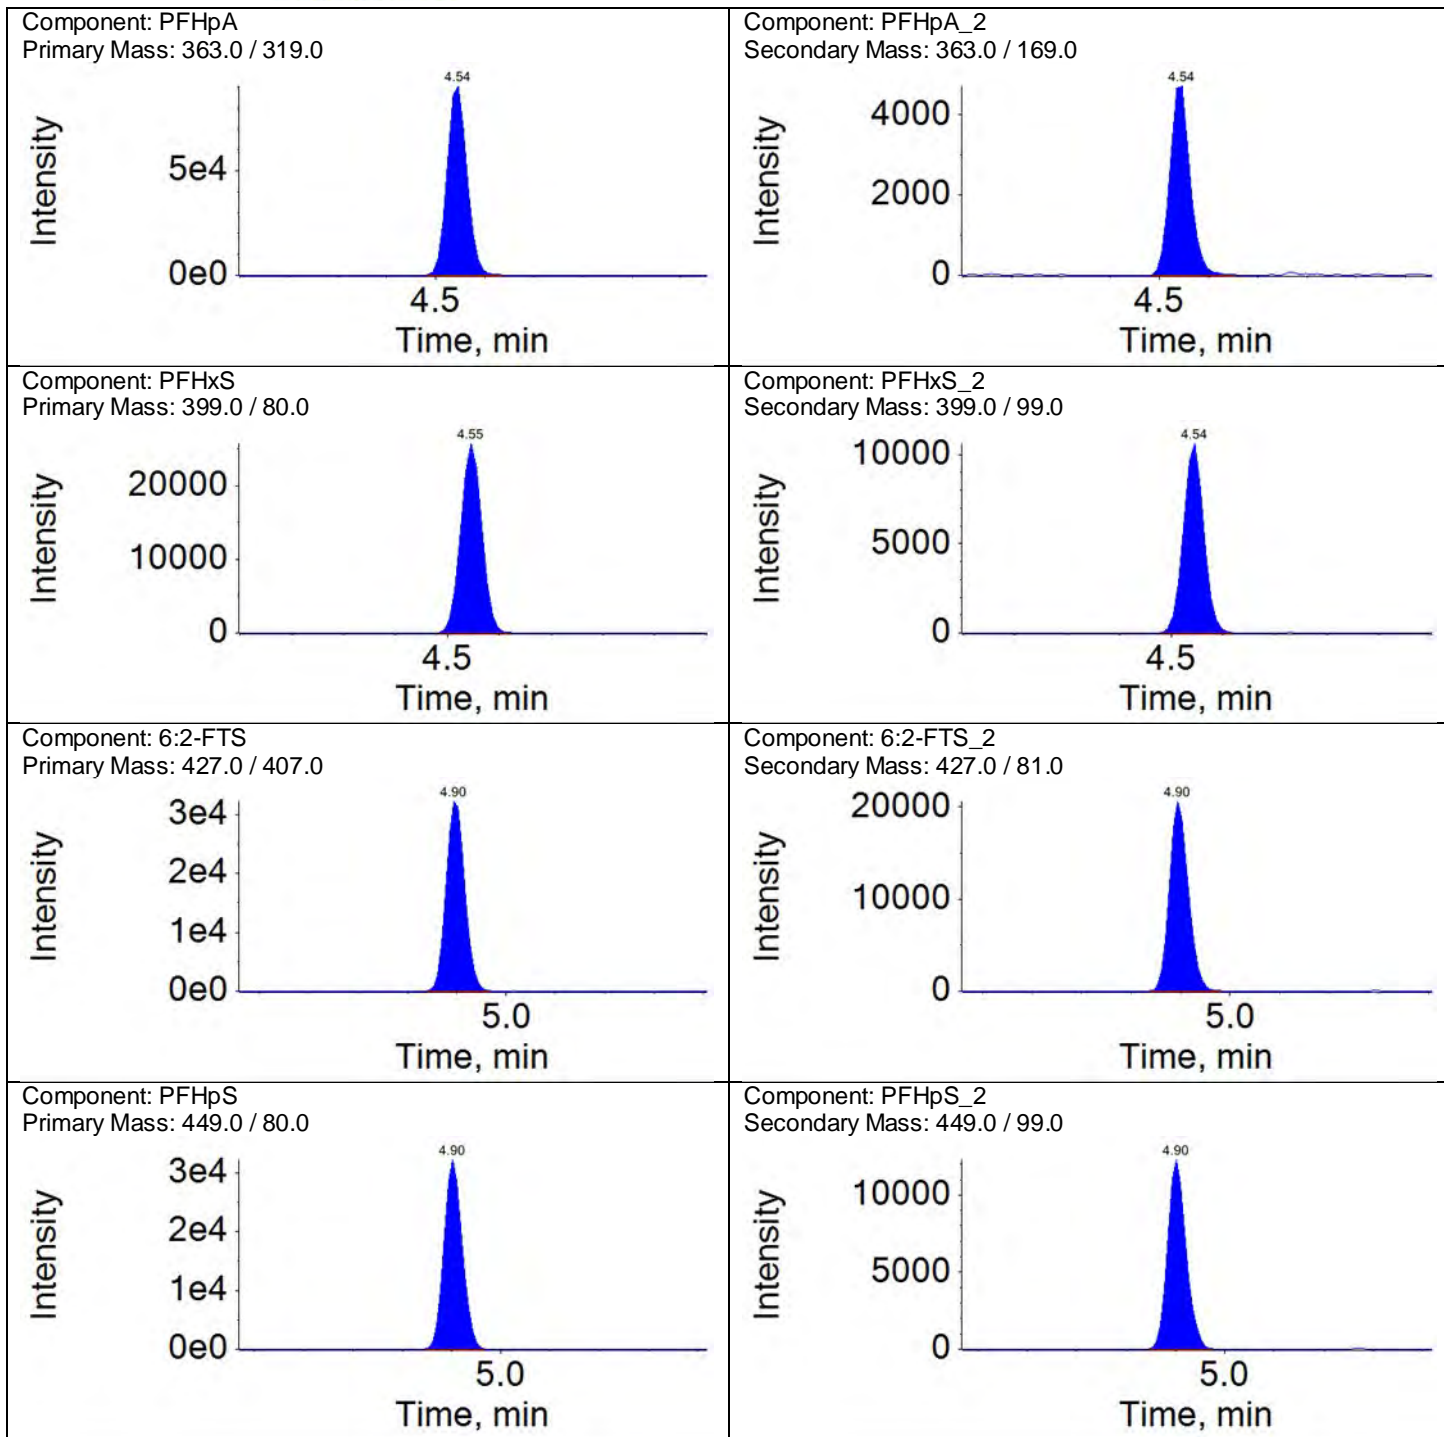 Component: PFHpA
Primary Mass: 363.0 / 319.0
4.54
Intensity
5e4
0e0
4.5
Time, min
Component: PFHpA_2
Secondary Mass: 363.0 / 169.0
4.54
Intensity
4000
2000
0
4.5
Time, min
Component: PFHxS
Primary Mass: 399.0 / 80.0
4.55
Intensity
20000
10000
0
4.5
Time, min
Component: PFHxS_2
Secondary Mass: 399.0 / 99.0
4.54
Intensity
10000
5000
0
4.5
Time, min
Component: 6:2-FTS
Primary Mass: 427.0 / 407.0
4.90
Intensity
3e4
2e4
1e4
0e0
5.0
Time, min
Component: 6:2-FTS_2
Secondary Mass: 427.0 / 81.0
4.90
Intensity
20000
10000
0
5.0
Time, min
Component: PFHpS
Primary Mass: 449.0 / 80.0
4.90
Intensity
3e4
2e4
1e4
0e0
5.0
Time, min
Component: PFHpS_2
Secondary Mass: 449.0 / 99.0
4.90
Intensity
10000
5000
0
5.0
Time, min